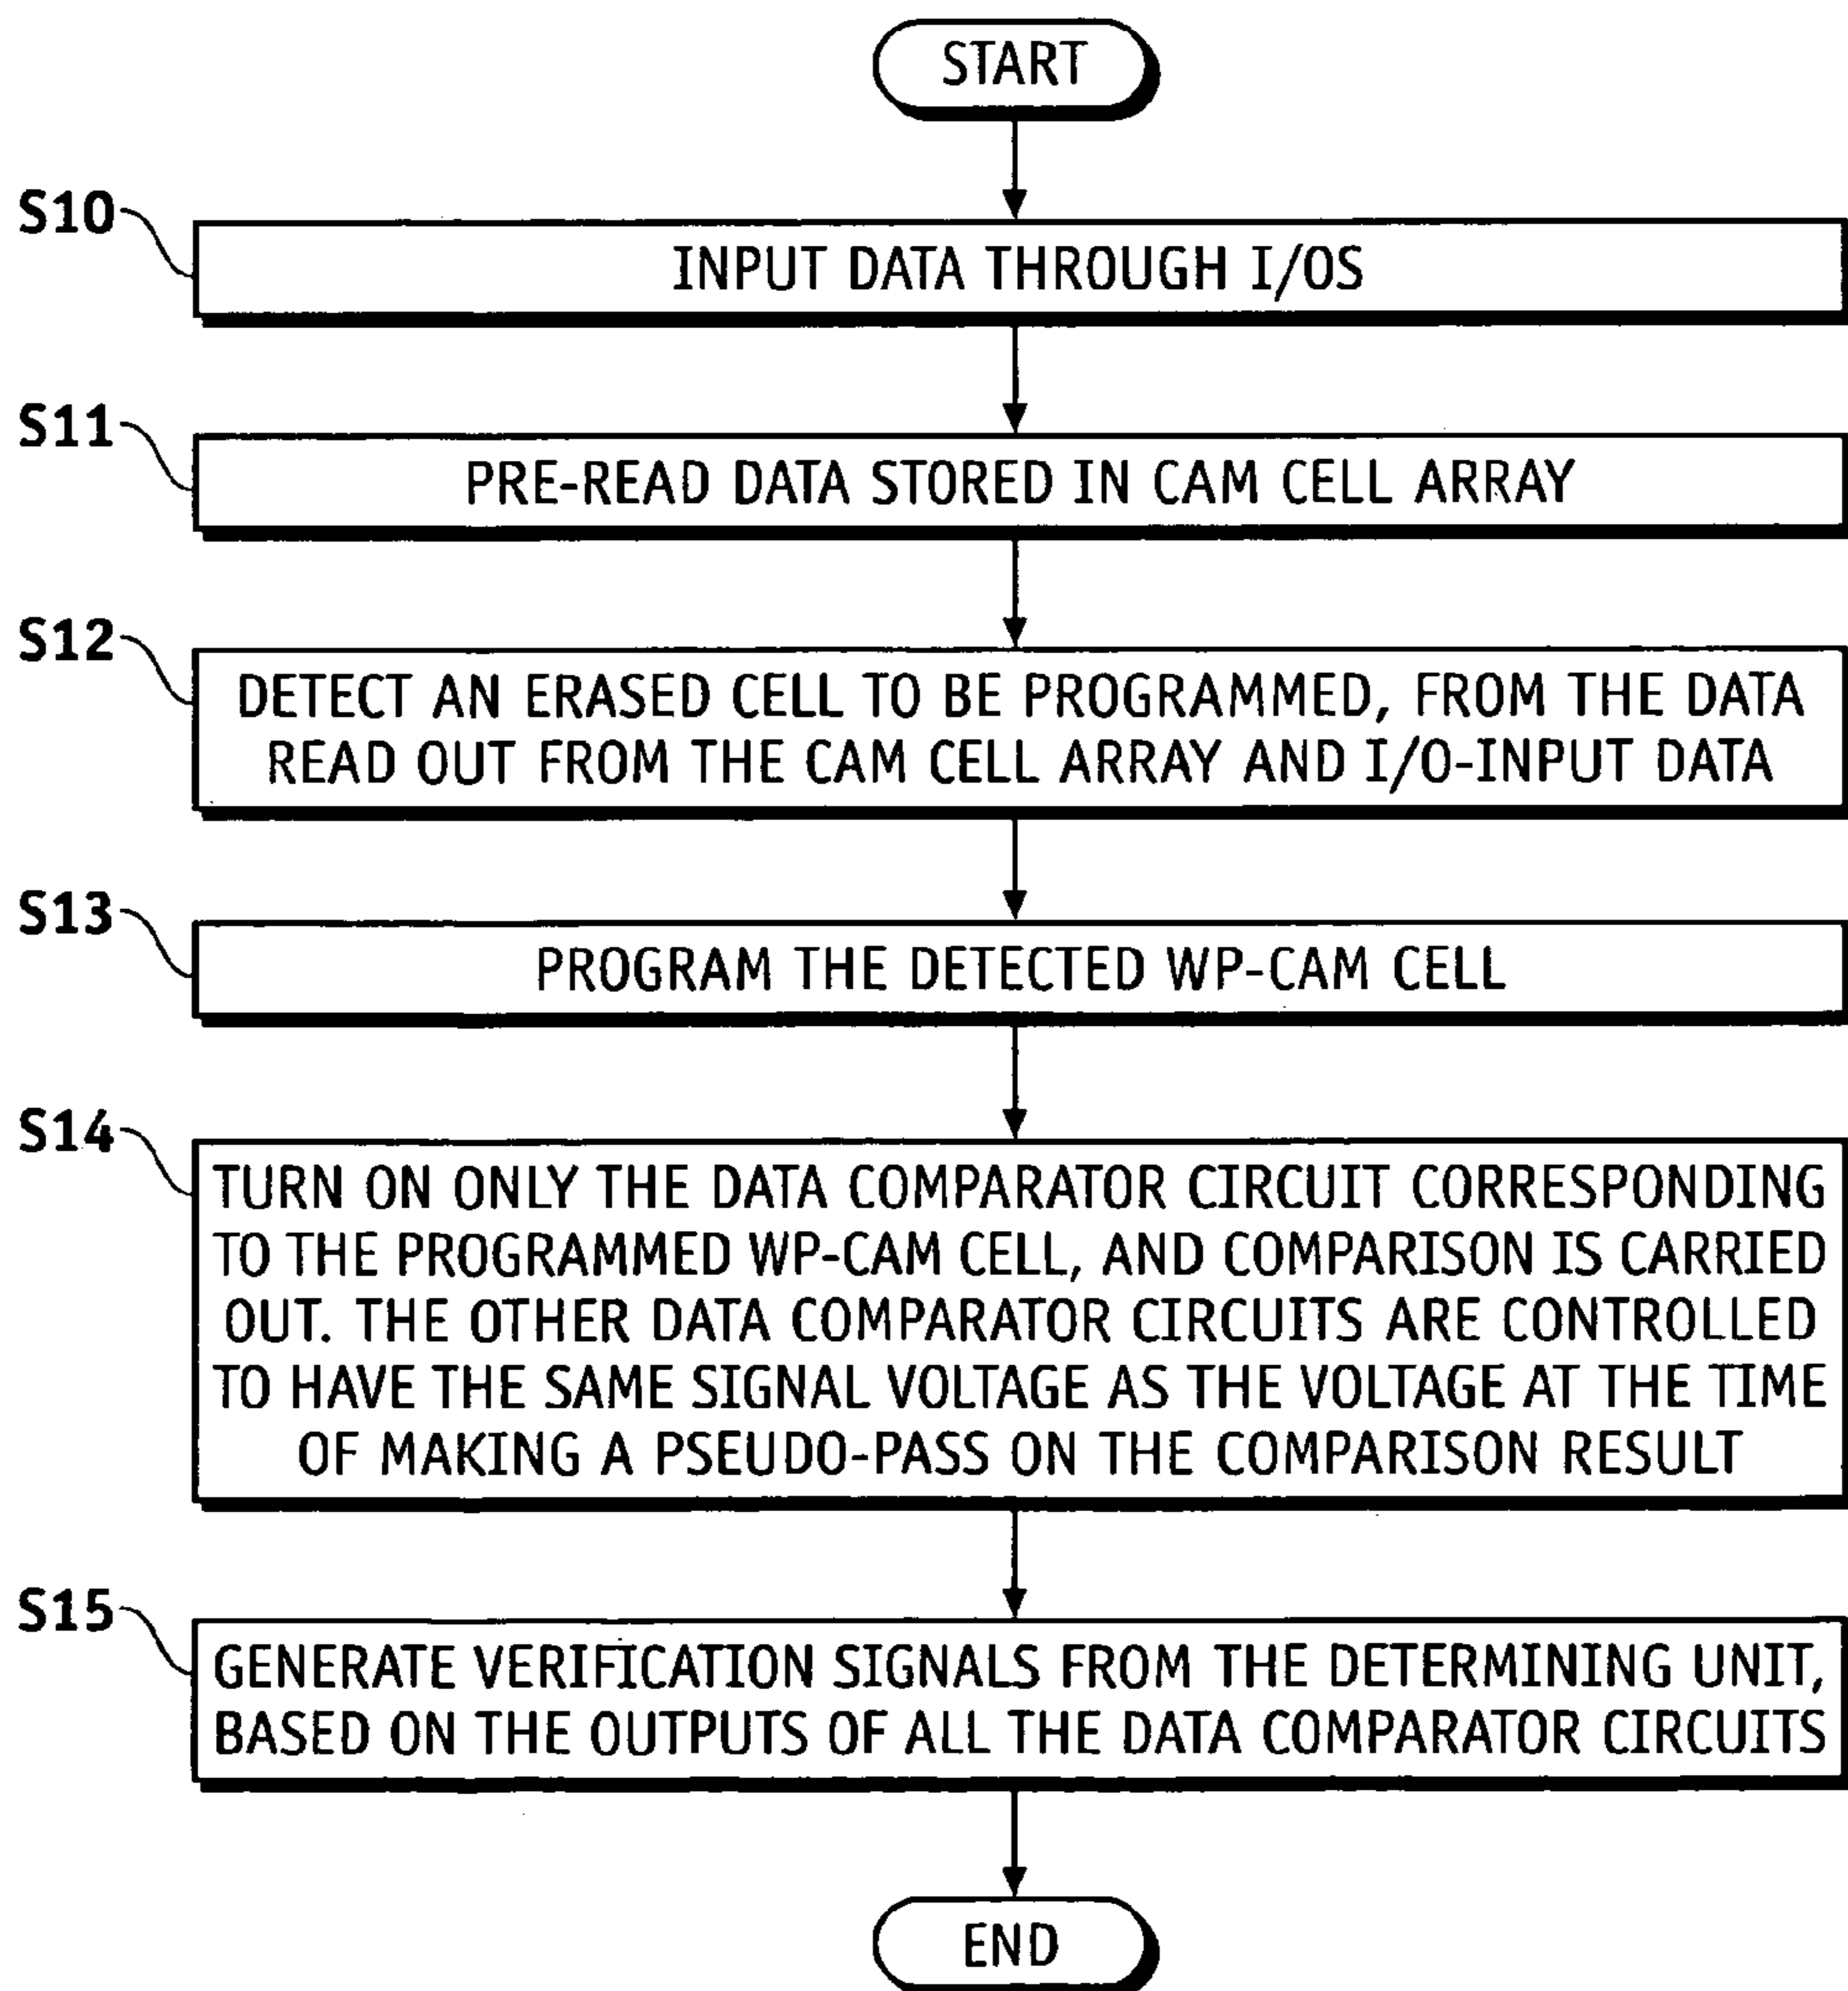 START
S10
INPUT DATA THROUGH I/OS
S11
PRE-READ DATA STORED IN CAM CELL ARRAY
S12
DETECT AN ERASED CELL TO BE PROGRAMMED, FROM THE DATA
READ OUT FROM THE CAM CELL ARRAY AND I/O-INPUT DATA
S13
PROGRAM THE DETECTED WP-CAM CELL
S14
TURN ON ONLY THE DATA COMPARATOR CIRCUIT CORRESPONDING
TO THE PROGRAMMED WP-CAM CELL, AND COMPARISON IS CARRIED
OUT. THE OTHER DATA COMPARATOR CIRCUITS ARE CONTROLLED
TO HAVE THE SAME SIGNAL VOLTAGE AS THE VOLTAGE AT THE TIME
OF MAKING A PSEUDO-PASS ON THE COMPARISON RESULT
S15
GENERATE VERIFICATION SIGNALS FROM THE DETERMINING UNIT,
BASED ON THE OUTPUTS OF ALL THE DATA COMPARATOR CIRCUITS
END